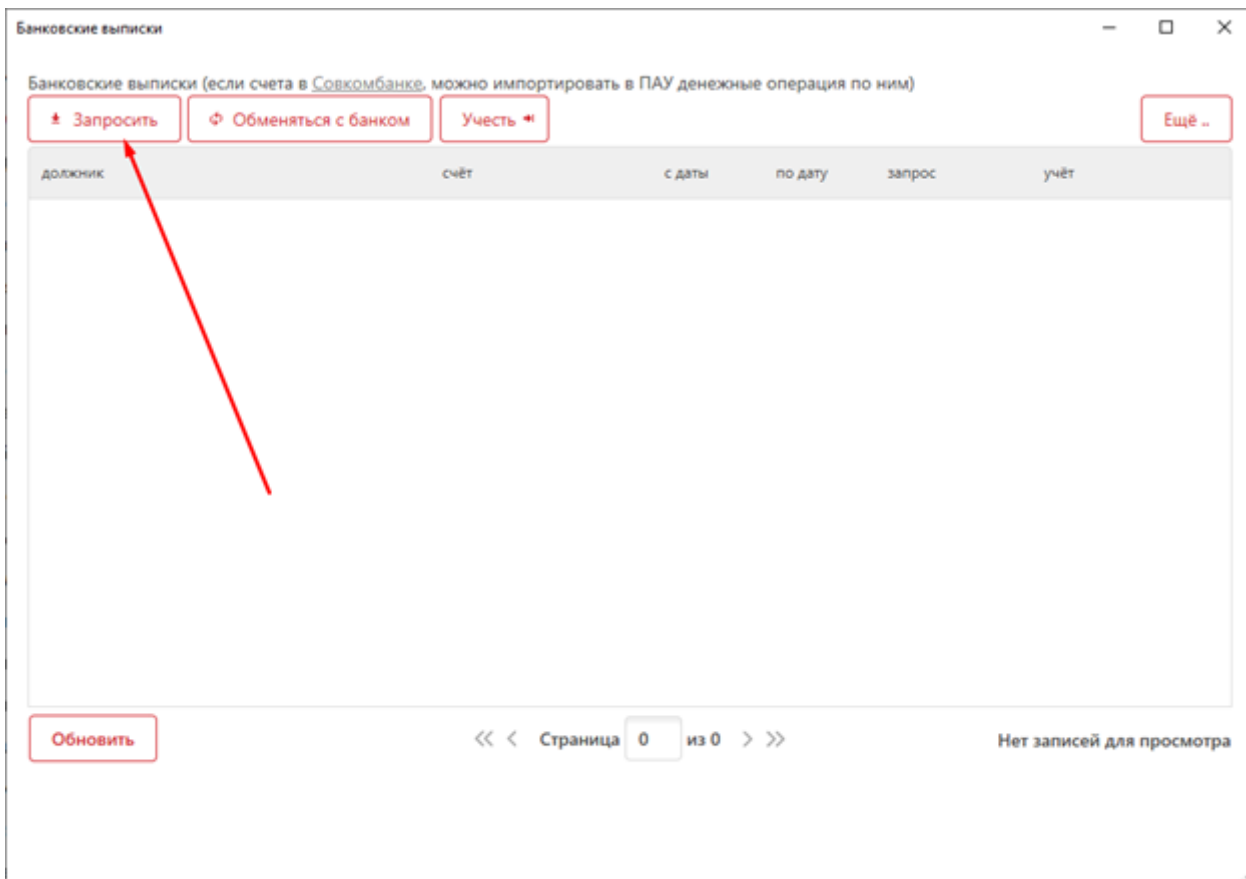 Банковские выписки
Банковские выписки (если счета в Совкомбанке, можно импортировать в ПАУ денежные операция по ним)
Запросить Обменяться с банком Учесть Ещё ..
должник счёт с даты по дату запрос учёт
Обновить Страница 0 из 0 Нет записей для просмотра